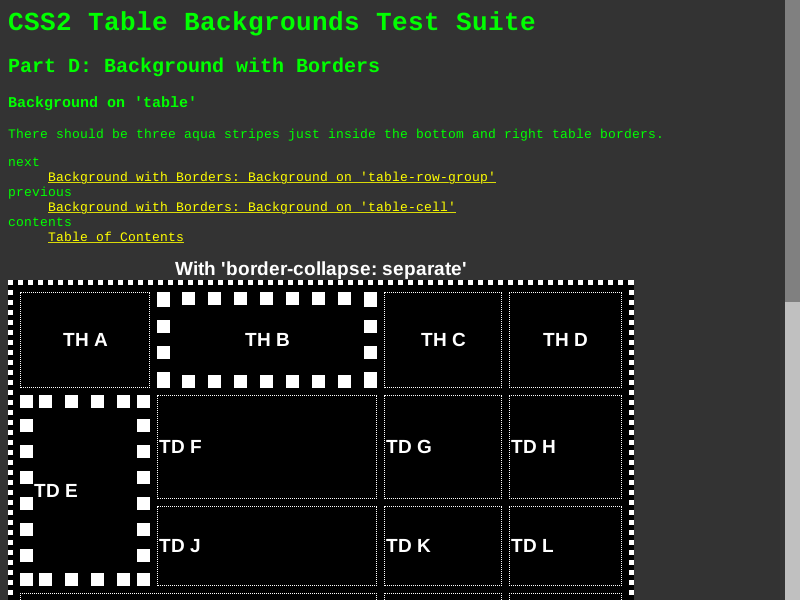 CSS2 Table Backgrounds Test Suite
Part D: Background with Borders
Background on 'table'
There should be three aqua stripes just inside the bottom and right table borders.
next
Background with Borders: Background on 'table-row-group'
previous
Background with Borders: Background on 'table-cell'
contents
Table of Contents
With 'border-collapse: separate'
TH A TH B TH C TH D
TD F TD G TD H
TD E
TD J TD K TD L